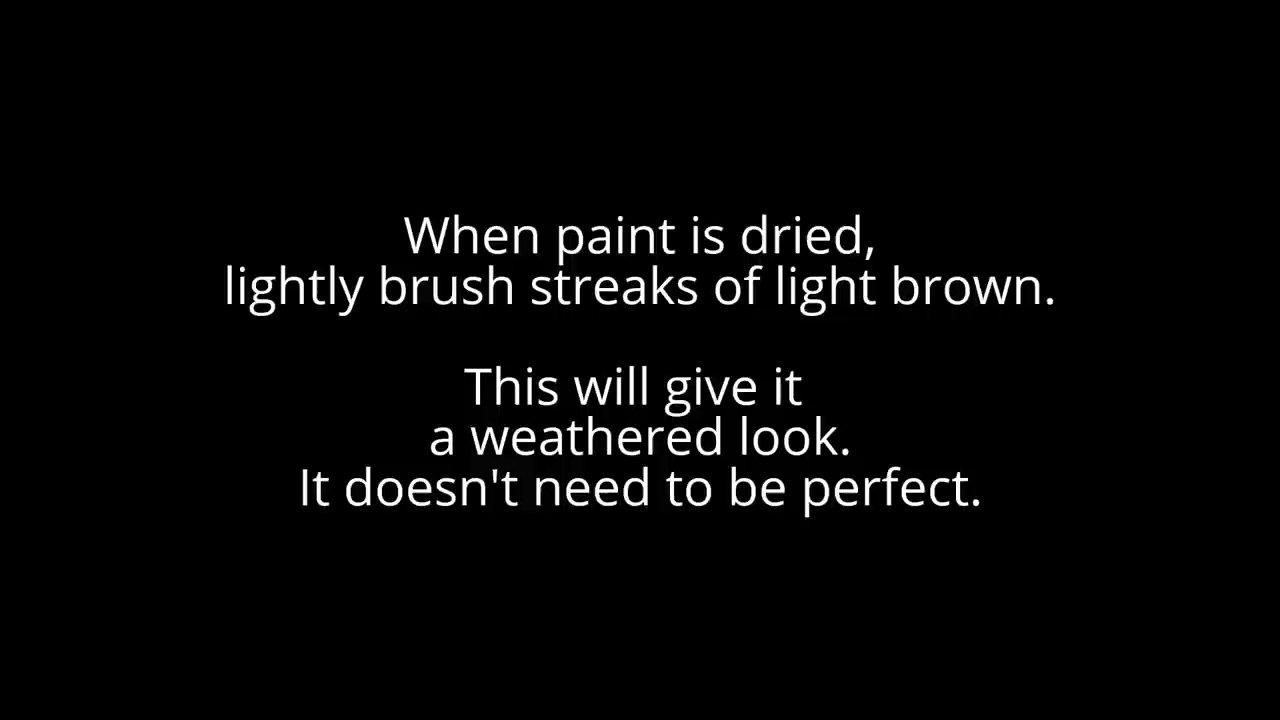 When paint is dried,
lightly brush streaks of light brown.
This will give it
a weathered look.
It doesn't need to be perfect.